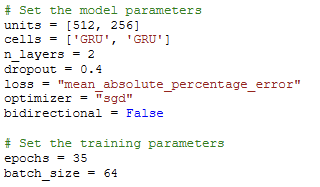 # Set the model parameters
units = [512, 256]
cells = ['GRU', 'GRU']
n_layers = 2
dropout = 0.4
loss = "mean_absolute_percentage_error"
optimizer = "sgd"
bidirectional = False
# Set the training parameters
epochs = 35
batch_size = 64